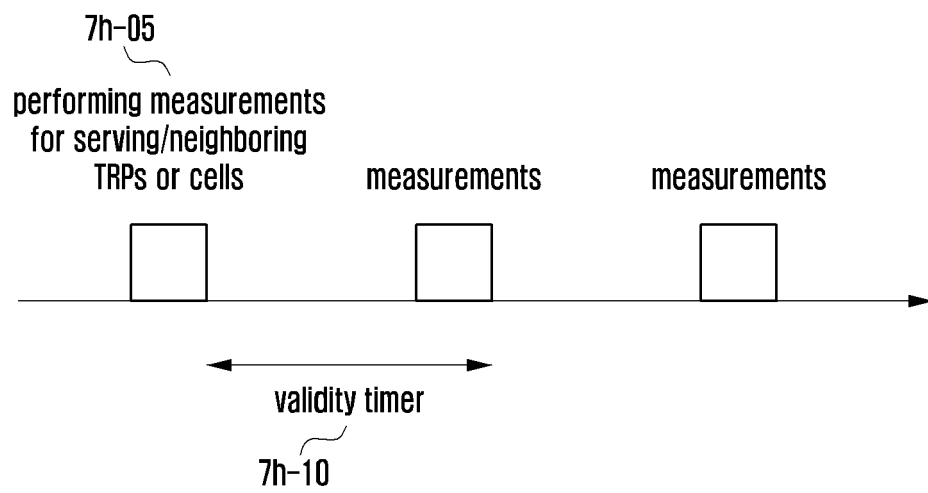 7h-05
performing measurements
for serving/neighboring
TRPs or cells
measurements
measurements
validity timer
7h-10